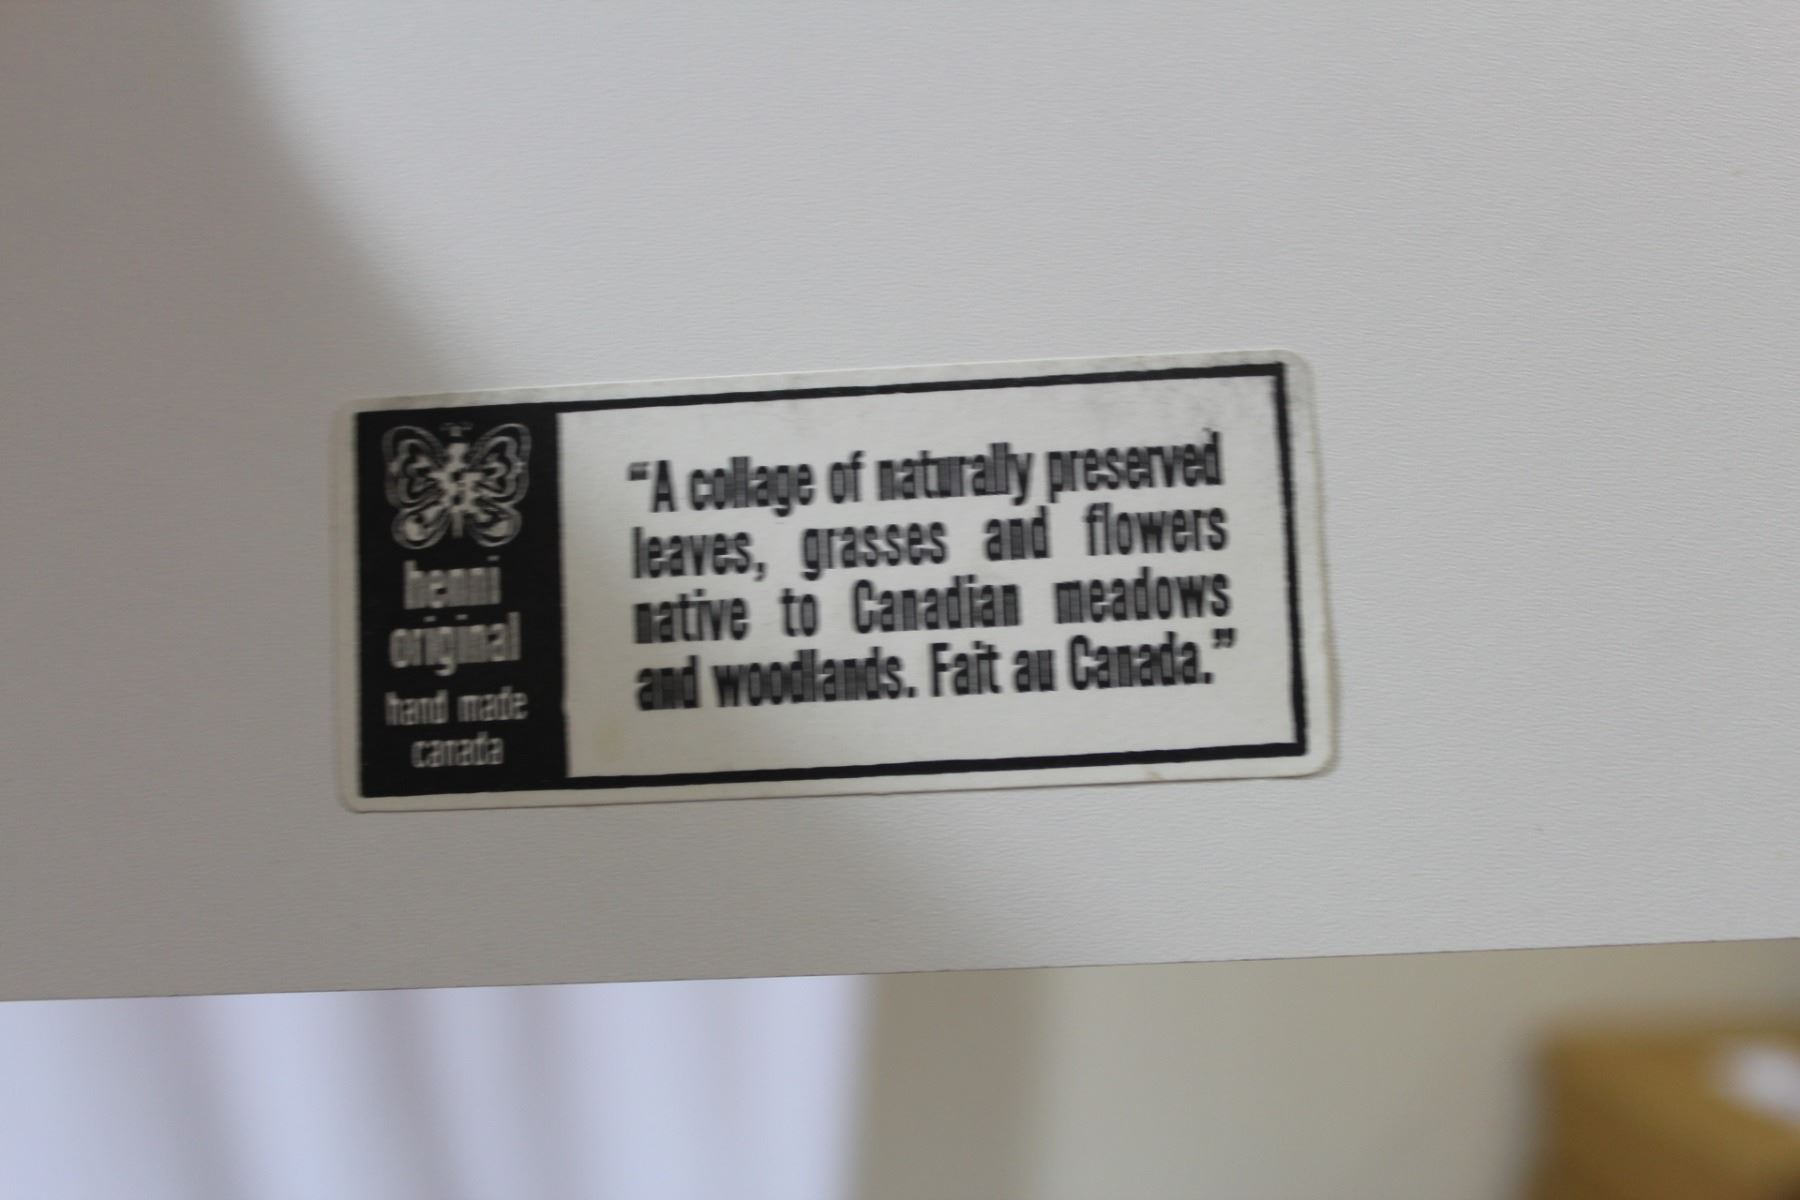 henni
original
hand made
canada
“A collage of naturally preserved
leaves, grasses and flowers
native to Canadian meadows
and woodlands. Fait au Canada.”